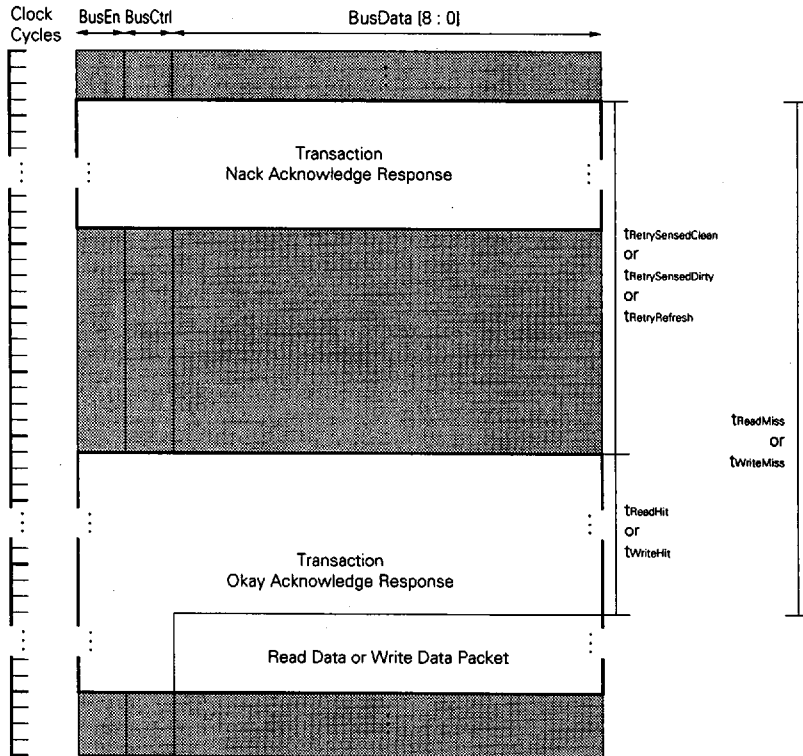 Clock Cycles
BusEn BusCtrl BusData [8 : 0]
Transaction
Nack Acknowledge Response
tRetrySensedClean
or
tRetrySensedDirty
or
tRetryRefresh
tReadMiss
or
tWriteMiss
tReadHit
or
tWriteHit
Transaction
Okay Acknowledge Response
Read Data or Write Data Packet